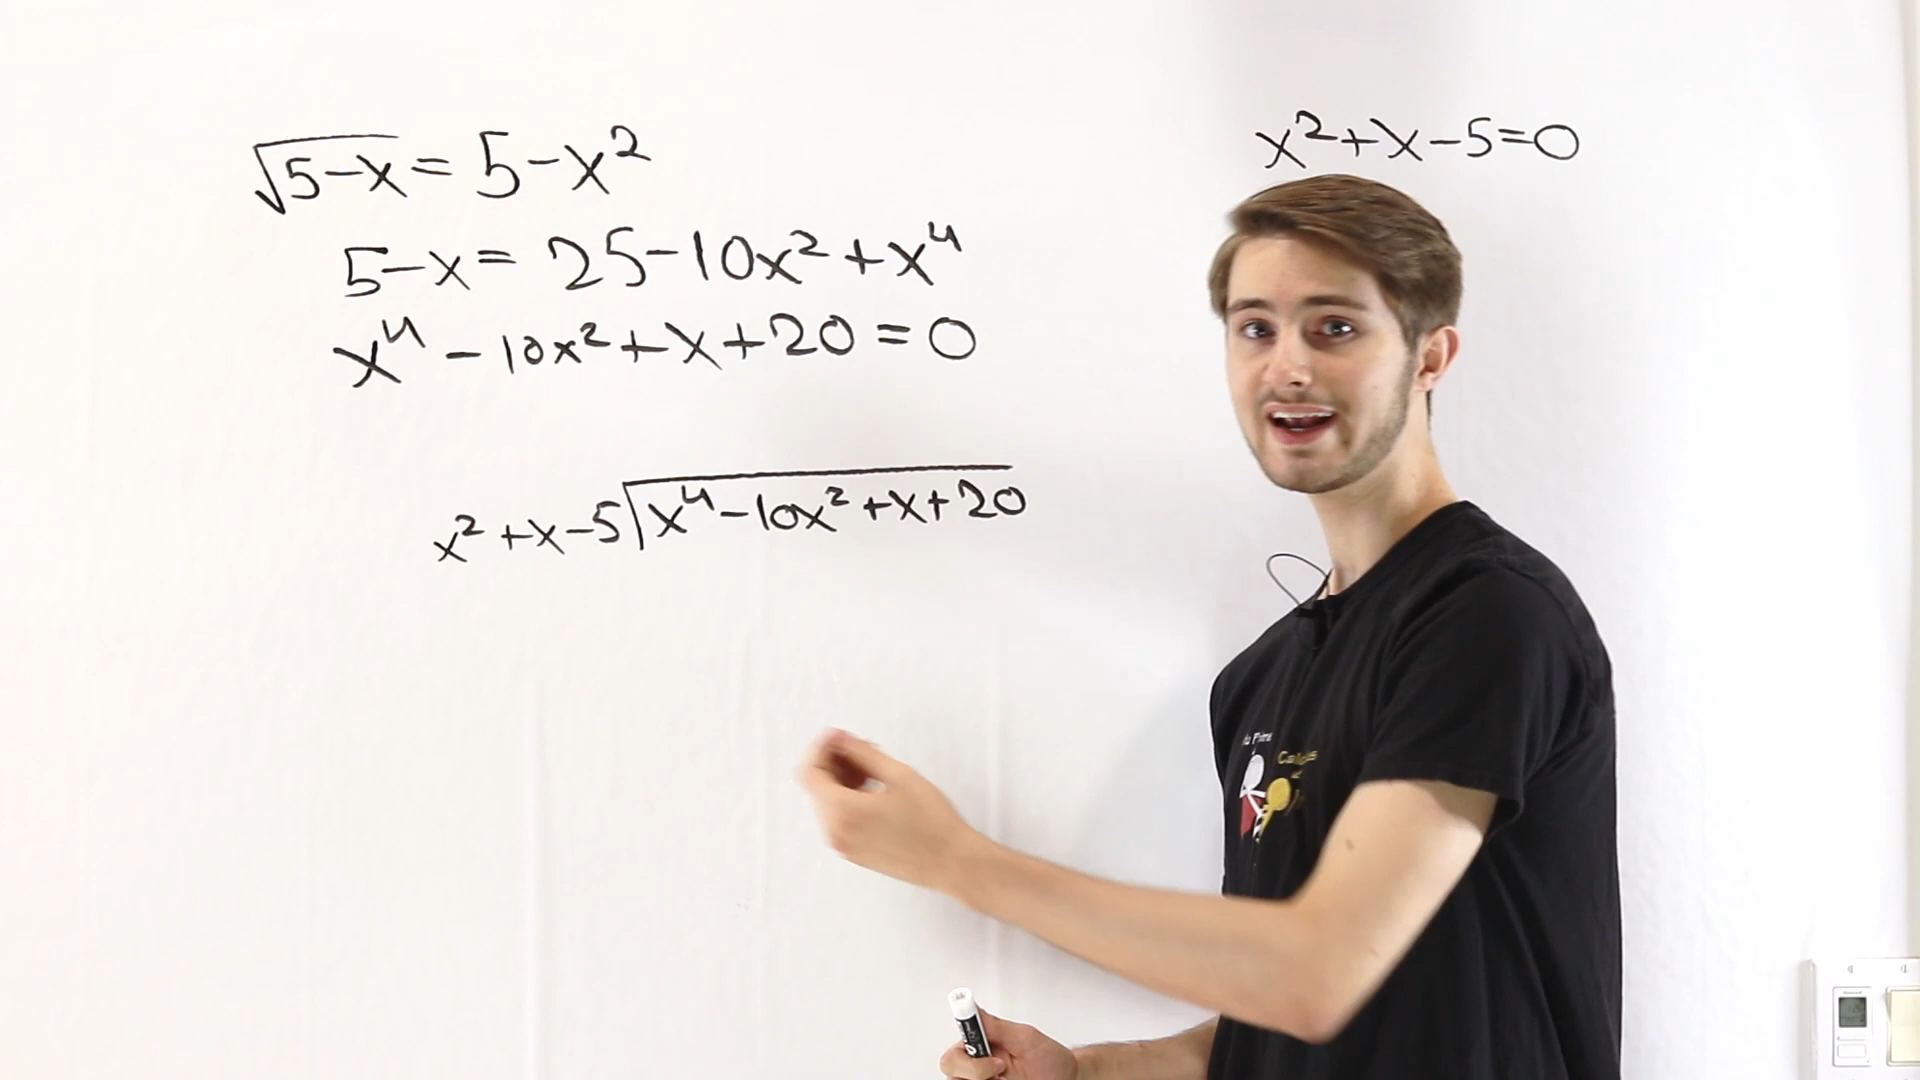 √5-x = 5-x²
5-x = 25-10x²+x⁴
x⁴ - 10x² + x + 20 = 0
x² + x - 5 √x⁴ - 10x² + x + 20
x² + x - 5 = 0